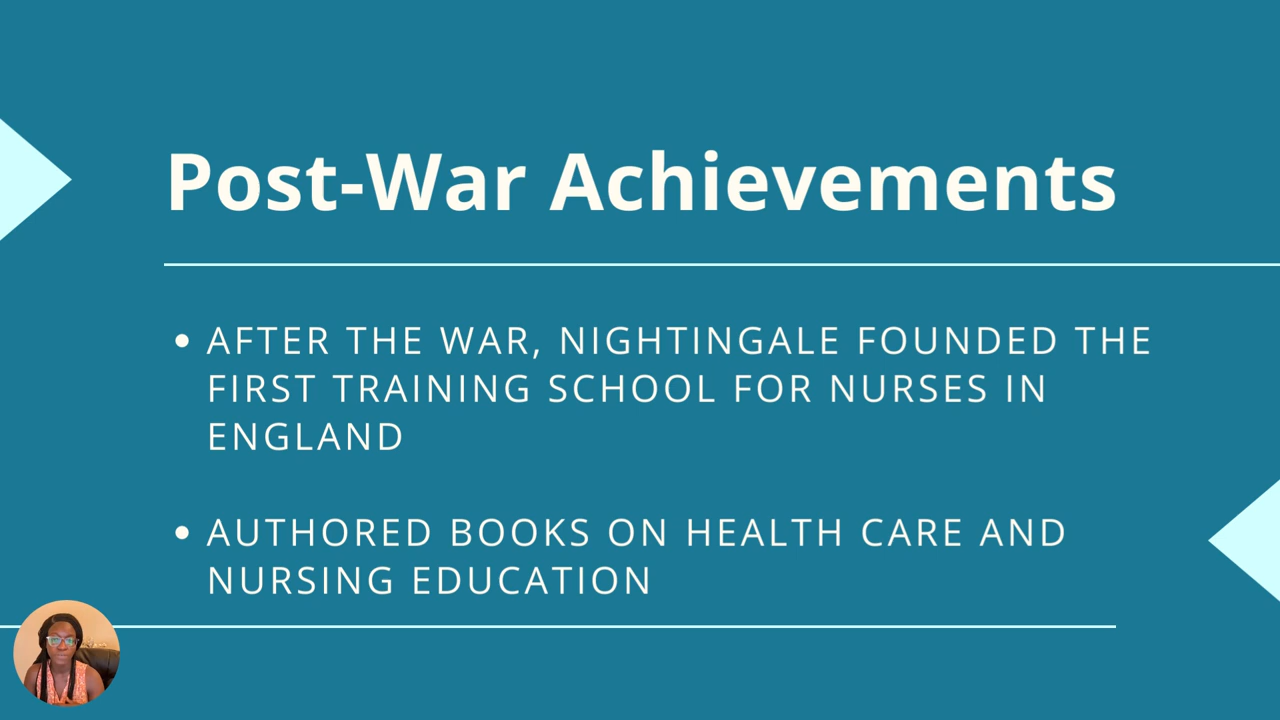 Post-War Achievements
• AFTER THE WAR, NIGHTINGALE FOUNDED THE
FIRST TRAINING SCHOOL FOR NURSES IN
ENGLAND
• AUTHORED BOOKS ON HEALTH CARE AND
NURSING EDUCATION